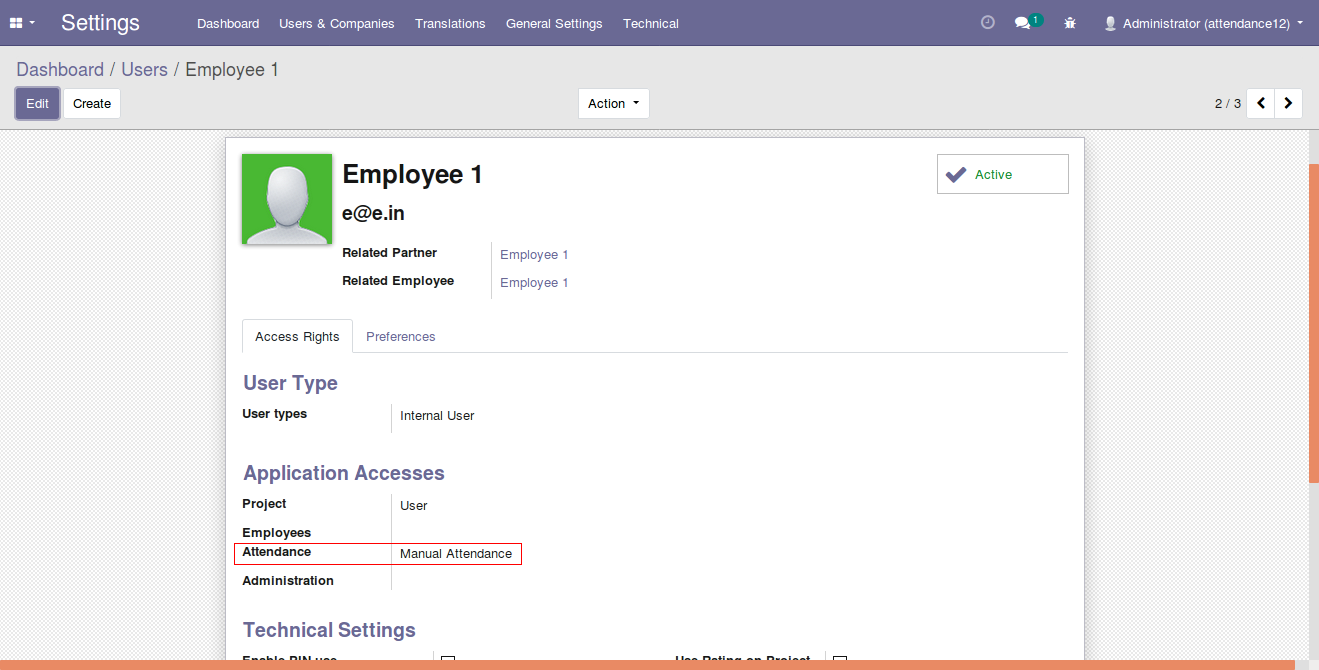 Settings Dashboard Users & Companies Translations General Settings Technical 1 Administrator (attendance12)
Dashboard / Users / Employee 1
Edit Create Action 2 / 3
Employee 1 Active
e@e.in
Related Partner Employee 1
Related Employee Employee 1
Access Rights Preferences
User Type
User types Internal User
Application Accesses
Project User
Employees
Attendance Manual Attendance
Administration
Technical Settings
Enable PIN use Use Rating on Project